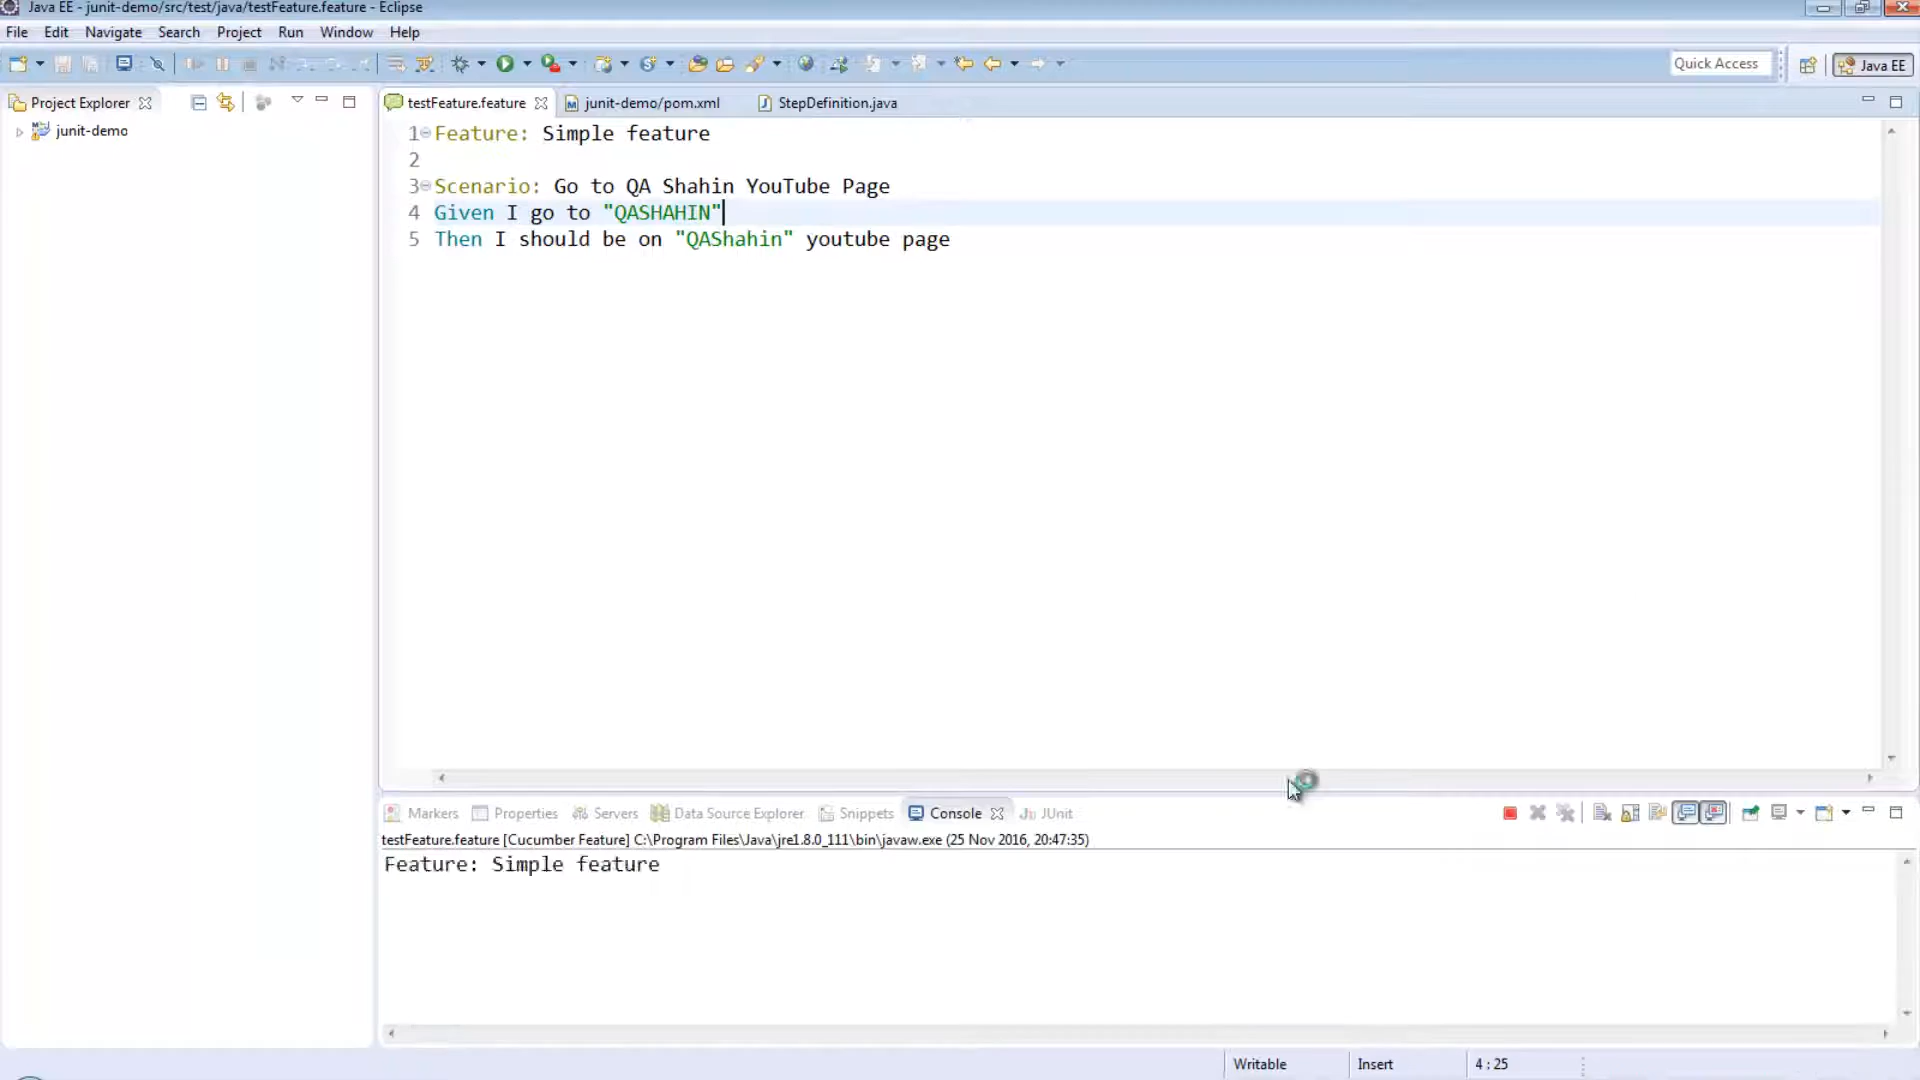 Java EE - junit-demo/src/test/java/testFeature.feature - Eclipse
File Edit Navigate Search Project Run Window Help
Quick Access Java EE
Project Explorer
junit-demo
testFeature.feature junit-demo/pom.xml StepDefinition.java
1 Feature: Simple feature
2
3 Scenario: Go to QA Shahin YouTube Page
4 Given I go to "QASHAHIN"
5 Then I should be on "QAShahin" youtube page
Markers Properties Servers Data Source Explorer Snippets Console JUnit
testFeature.feature [Cucumber Feature] C:\Program Files\Java\jre1.8.0_111\bin\javaw.exe (25 Nov 2016, 20:47:35)
Feature: Simple feature
Writable Insert 4 : 25